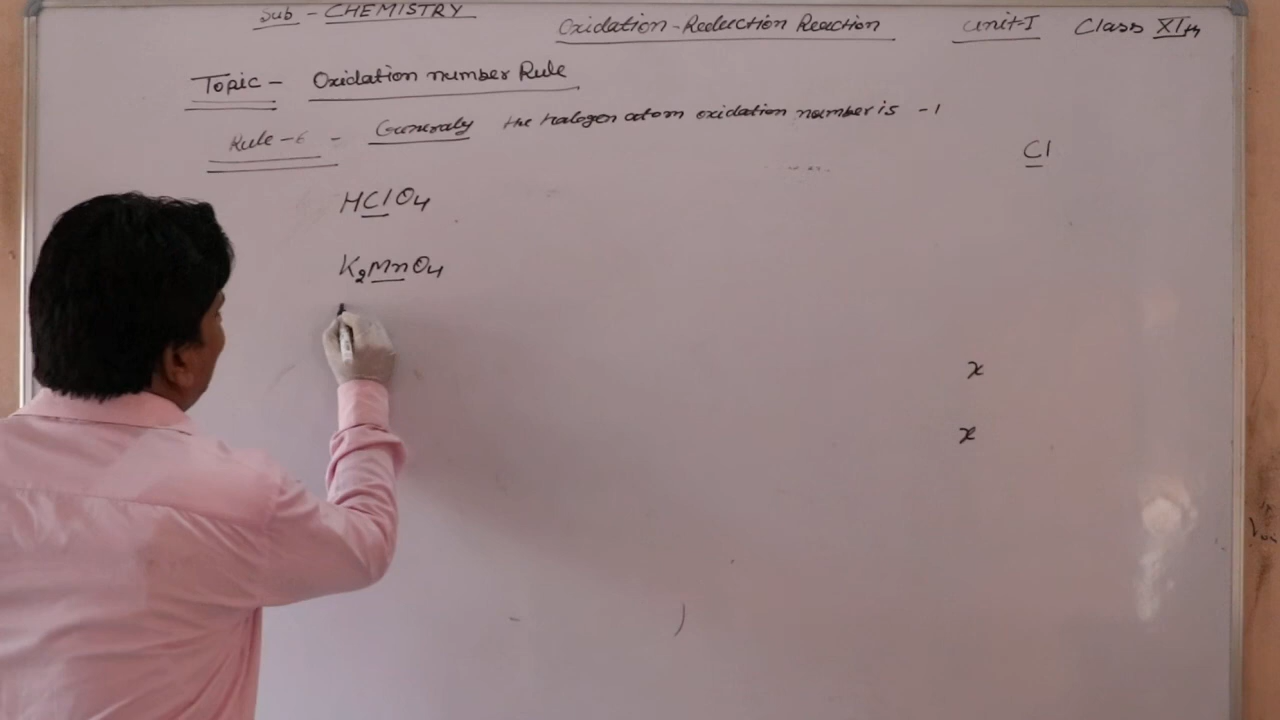 Sub - CHEMISTRY
Oxidation-Reduction Reaction Unit-I Class XIth
Topic - Oxidation number Rule
Rule-6 - Generaly the halogen atom oxidation number is -1
Cl
HClO4
K2MnO4
x
x